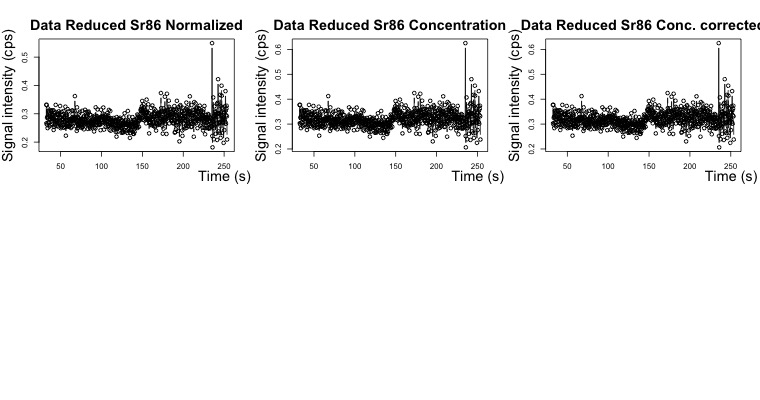 Data Reduced Sr86 Normalized
Signal intensity (cps)
0.2 0.3 0.4 0.5
50 100 150 200 250
Time (s)
Data Reduced Sr86 Concentration
Signal intensity (cps)
0.2 0.3 0.4 0.5 0.6
50 100 150 200 250
Time (s)
Data Reduced Sr86 Conc. corrected
Signal intensity (cps)
0.2 0.3 0.4 0.5 0.6
50 100 150 200 250
Time (s)